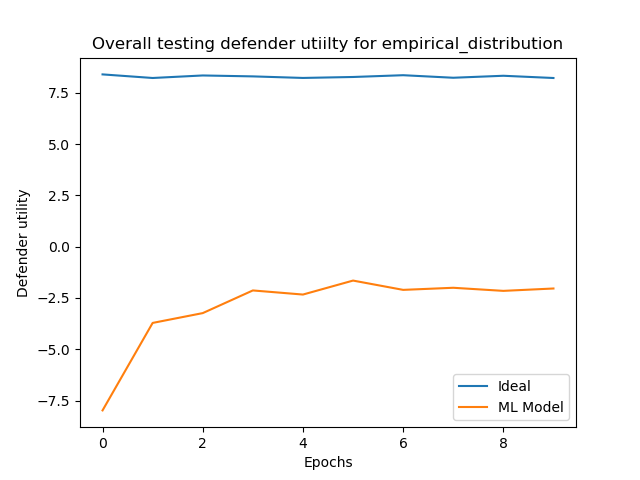 Overall testing defender utiilty for empirical_distribution
Defender utility
7.5
5.0
2.5
0.0
−2.5
−5.0
−7.5
0 2 4 6 8
Epochs
Ideal
ML Model